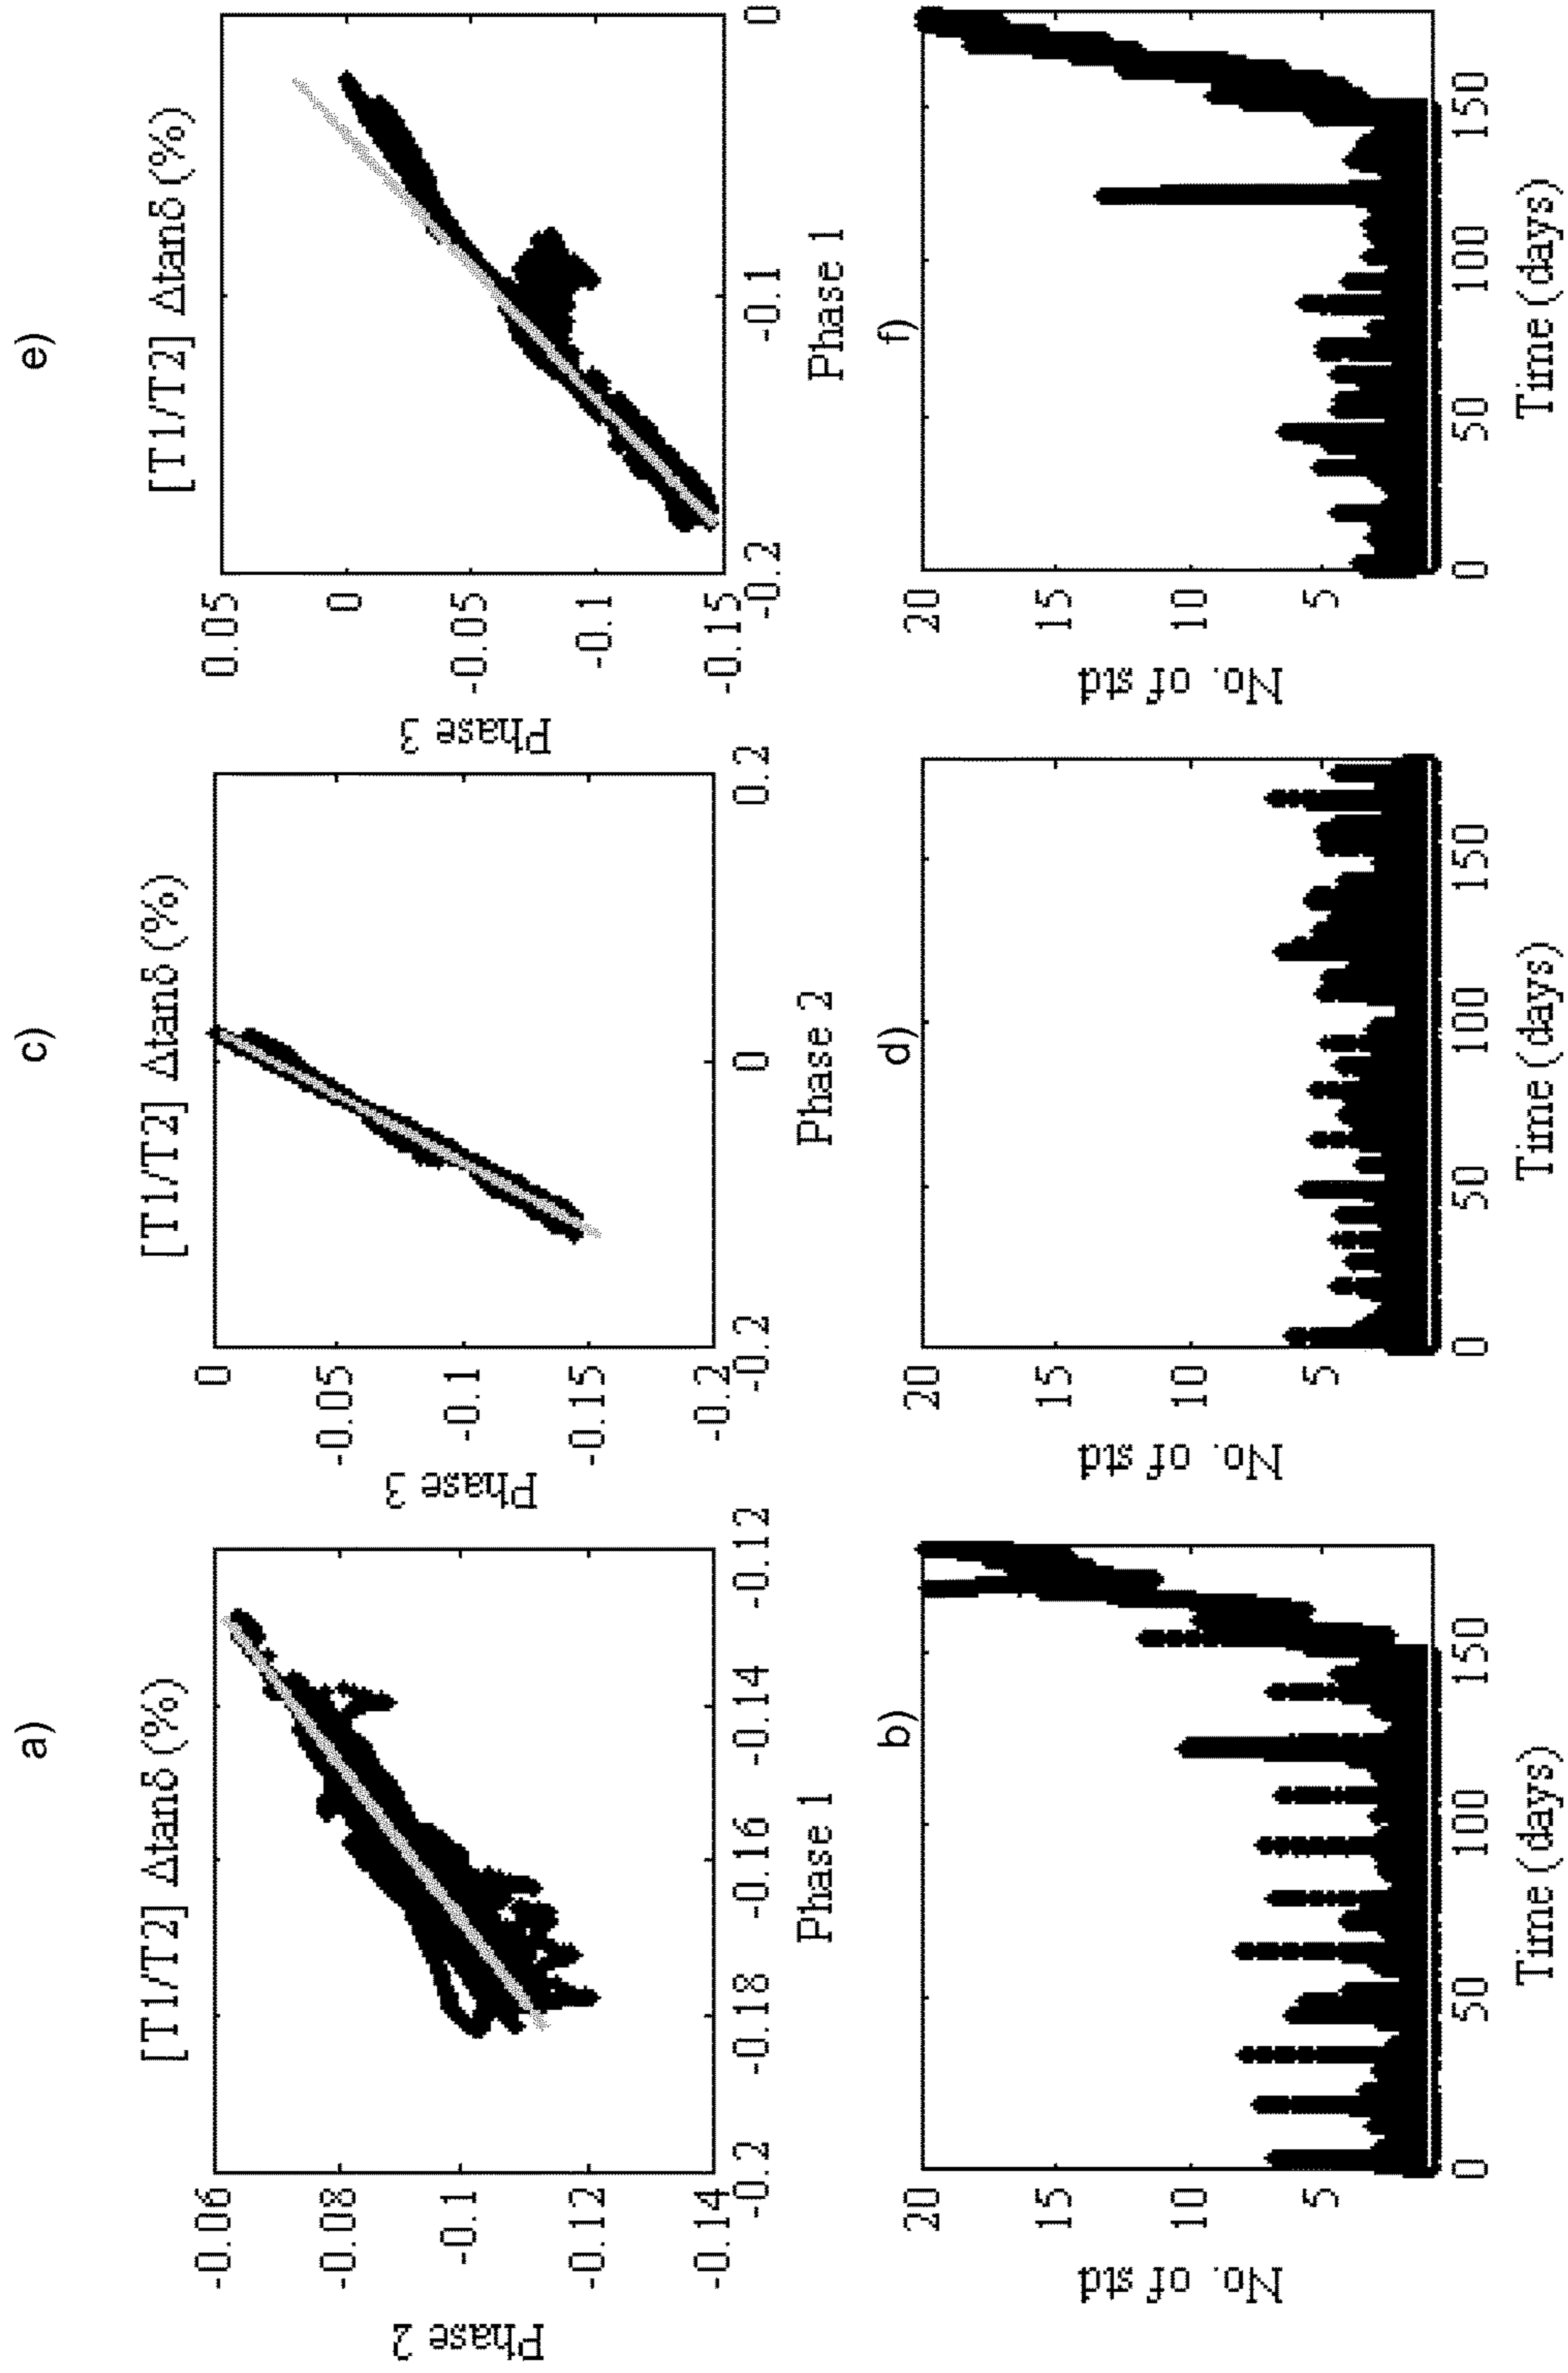 a)
[T1/T2] Δtanδ (%)
Phase 2
-0.06
-0.08
-0.1
-0.12
-0.14
-0.2
-0.18
-0.16
-0.14
-0.12
Phase 1
c)
[T1/T2] Δtanδ (%)
Phase 3
0
-0.05
-0.1
-0.15
-0.2
-0.2
0
0.2
Phase 2
e)
[T1/T2] Δtanδ (%)
Phase 3
0.05
0
-0.05
-0.1
-0.15
-0.2
-0.1
0
Phase 1
b)
No. of std
20
15
10
5
0
50
100
150
Time (days)
d)
No. of std
20
15
10
5
0
50
100
150
Time (days)
f)
No. of std
20
15
10
5
0
50
100
150
Time (days)